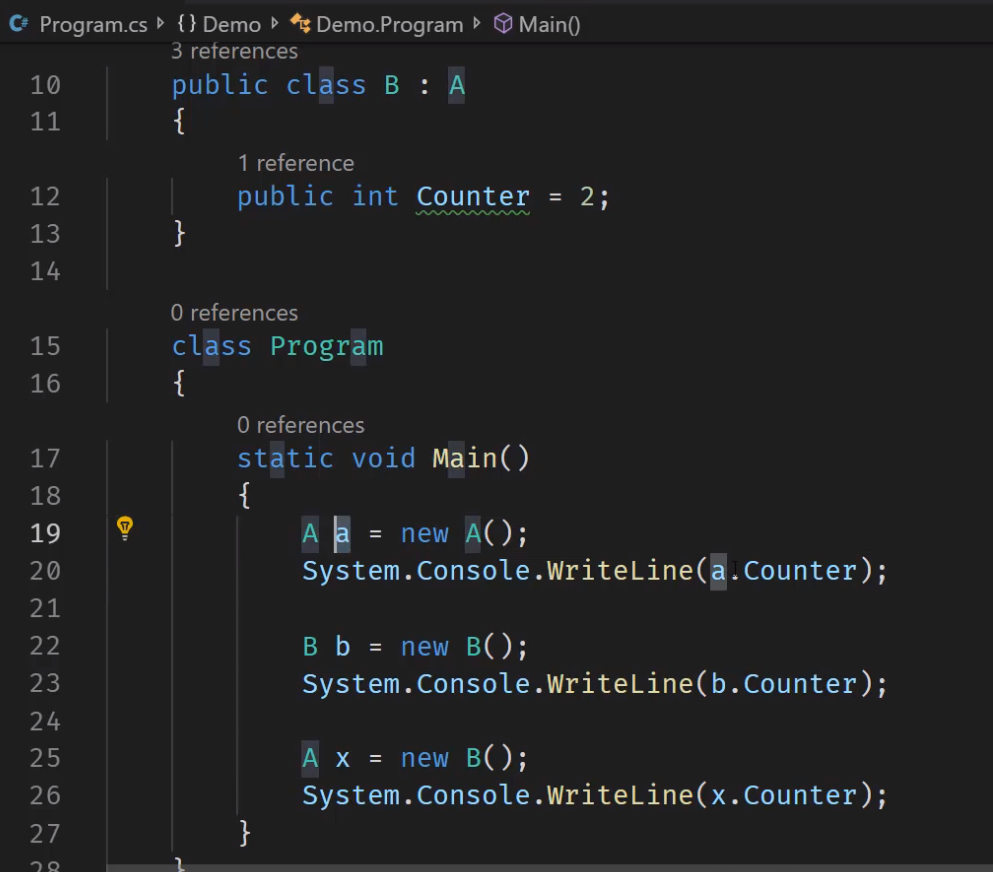 Program.cs > {} Demo > Demo.Program > Main()
3 references
10 public class B : A
11 {
1 reference
12 public int Counter = 2;
13 }
14
0 references
15 class Program
16 {
0 references
17 static void Main()
18 {
19 A a = new A();
20 System.Console.WriteLine(a.Counter);
21
22 B b = new B();
23 System.Console.WriteLine(b.Counter);
24
25 A x = new B();
26 System.Console.WriteLine(x.Counter);
27 }
28 }